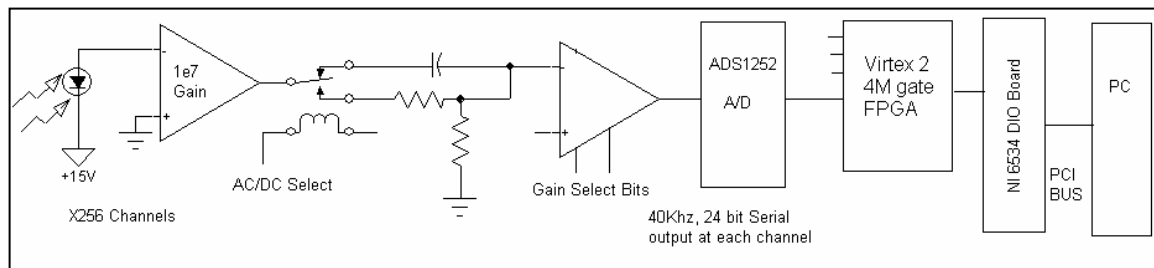 1e7
Gain
-
+
+15V
X256 Channels
AC/DC Select
-
+
Gain Select Bits
ADS1252
A/D
40Khz, 24 bit Serial
output at each channel
Virtex 2
4M gate
FPGA
NI 6534 DIO Board
PCI
BUS
PC